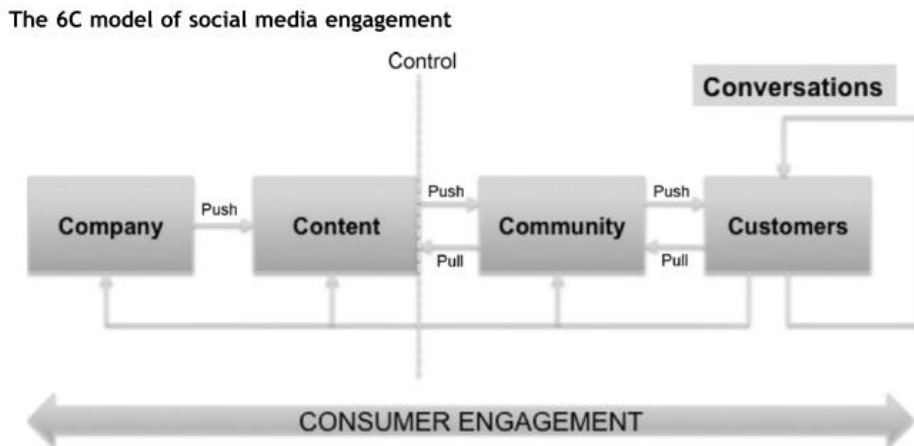 The 6C model of social media engagement
Control
Conversations
Company
Push
Content
Push
Pull
Community
Push
Pull
Customers
CONSUMER ENGAGEMENT